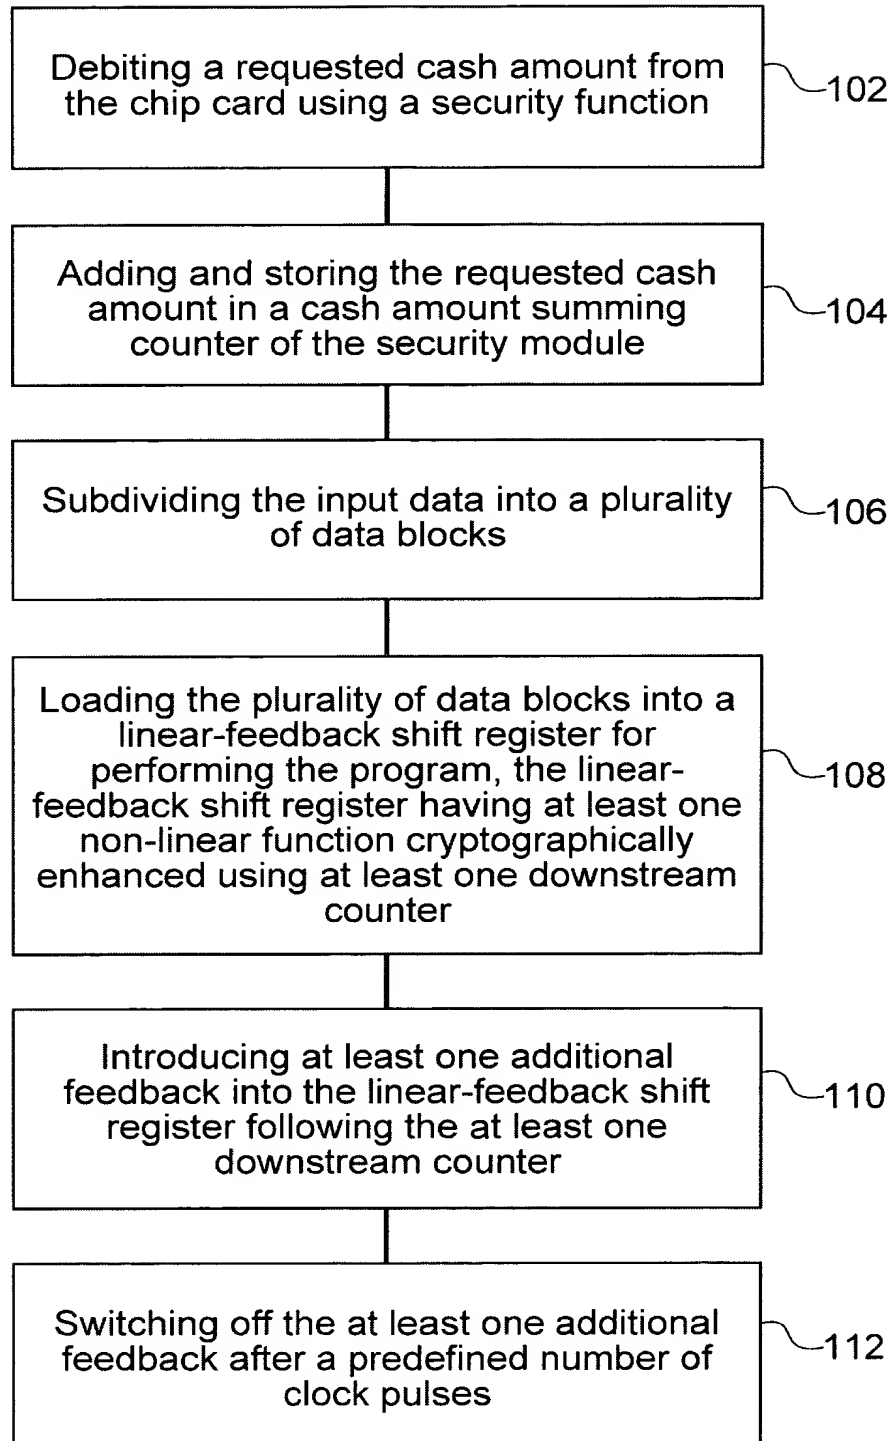 Debiting a requested cash amount from
the chip card using a security function
102
Adding and storing the requested cash
amount in a cash amount summing
counter of the security module
104
Subdividing the input data into a plurality
of data blocks
106
Loading the plurality of data blocks into a
linear-feedback shift register for
performing the program, the linear-
feedback shift register having at least one
non-linear function cryptographically
enhanced using at least one downstream
counter
108
Introducing at least one additional
feedback into the linear-feedback shift
register following the at least one
downstream counter
110
Switching off the at least one additional
feedback after a predefined number of
clock pulses
112